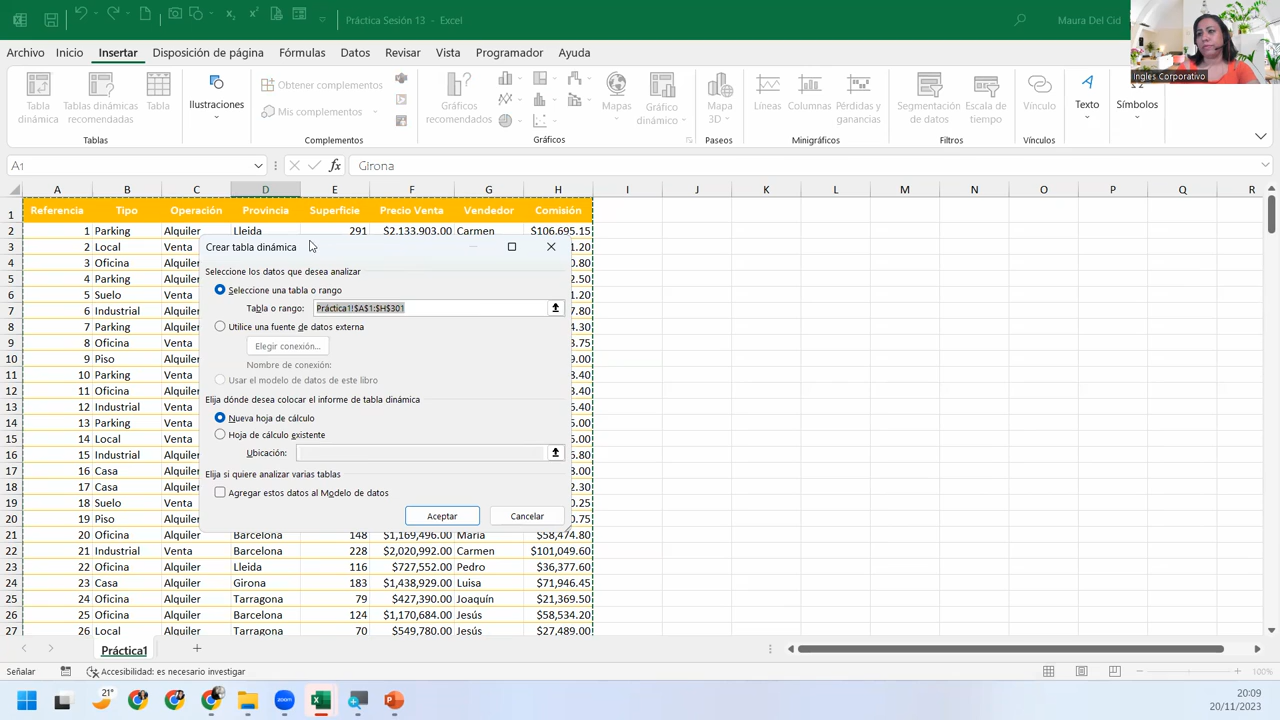 Práctica Sesión 13 - Excel
Maura Del Cid
Archivo Inicio Insertar Disposición de página Fórmulas Datos Revisar Vista Programador Ayuda
Ingles Corporativo
Tabla dinámica
Tablas dinámicas recomendadas
Tabla
Ilustraciones
Obtener complementos
Mis complementos
Gráficos recomendados
Mapas
Gráfico dinámico
Mapa 3D
Líneas
Columnas
Pérdidas y ganancias
Segmentación de datos
Escala de tiempo
Vínculo
Texto
Símbolos
Tablas Complementos Gráficos Paseos Minigráficos Filtros Vínculos
A1 fx Girona
A B C D E F G H I J K L M N O P Q R
1 Referencia Tipo Operación Provincia Superficie Precio Venta Vendedor Comisión
2 1 Parking Alquiler Lleida 291 $2,133,903.00 Carmen $106,695.15
3 2 Local Venta 1.20
4 3 Oficina Alquiler 0.80
5 4 Parking Alquiler 2.50
6 5 Suelo Venta 1.20
7 6 Industrial Alquiler 7.80
8 7 Parking Alquiler 4.30
9 8 Oficina Alquiler 3.75
10 9 Piso Alquiler 9.00
11 10 Parking Alquiler 3.40
12 11 Oficina Alquiler 3.40
13 12 Industrial Venta 6.40
14 13 Parking Alquiler 6.00
15 14 Local Venta 5.00
16 15 Industrial Alquiler 6.80
17 16 Casa Alquiler 3.00
18 17 Casa Alquiler 2.30
19 18 Suelo Venta 0.25
20 19 Piso Alquiler 0.75
21 20 Oficina Alquiler Barcelona 148 $1,169,496.00 María $58,474.80
22 21 Industrial Venta Barcelona 228 $2,020,992.00 Carmen $101,049.60
23 22 Oficina Alquiler Lleida 116 $727,552.00 Pedro $36,377.60
24 23 Casa Alquiler Girona 183 $1,438,929.00 Luisa $71,946.45
25 24 Oficina Alquiler Tarragona 79 $427,390.00 Joaquín $21,369.50
26 25 Oficina Alquiler Barcelona 124 $1,170,684.00 Jesús $58,534.20
27 26 Local Alquiler Tarragona 70 $549,780.00 Jesús $27,489.00
Crear tabla dinámica
Seleccione los datos que desea analizar
Seleccione una tabla o rango
Tabla o rango: Práctica1!$A$1:$H$301
Utilice una fuente de datos externa
Elegir conexión...
Nombre de conexión:
Usar el modelo de datos de este libro
Elija dónde desea colocar el informe de tabla dinámica
Nueva hoja de cálculo
Hoja de cálculo existente
Ubicación:
Elija si quiere analizar varias tablas
Agregar estos datos al Modelo de datos
Aceptar Cancelar
Práctica1
Señalar Accesibilidad: es necesario investigar 100%
21°
zoom
20:09
20/11/2023